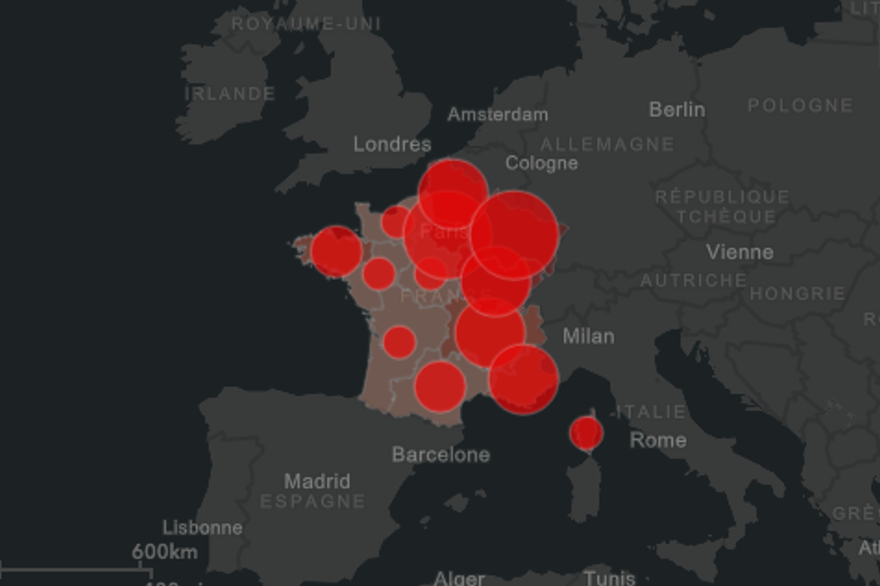 LIT
ROYAUME-UNI
IRLANDE
Amsterdam
Berlin
POLOGNE
Londres
ALLEMAGNE
Cologne
RÉPUBLIQUE
TCHÈQUE
Paris
Vienne
AUTRICHE
HONGRIE
FRANCE
R
Milan
ITALIE
Rome
Barcelone
Madrid
ESPAGNE
GRÈ
Lisbonne
600km
Alger
Tunis